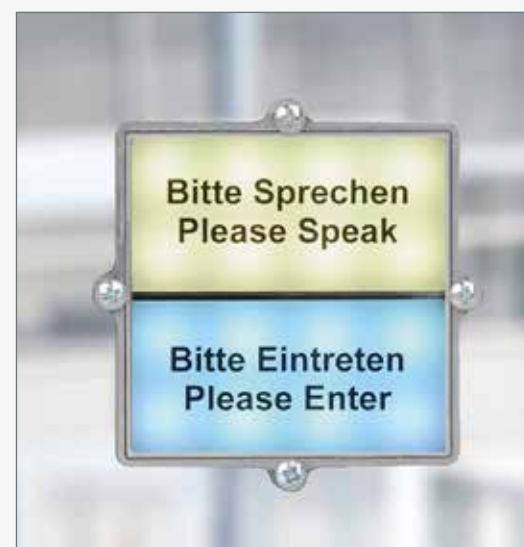 Bitte Sprechen
Please Speak
Bitte Eintreten
Please Enter